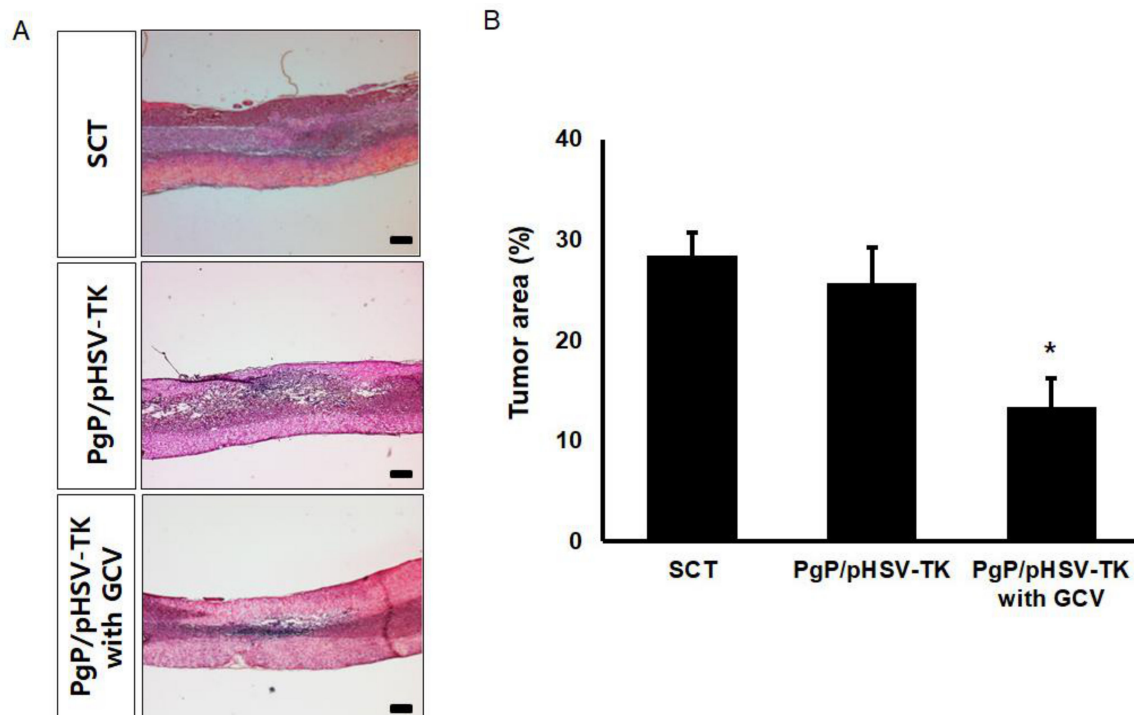 A
SCT
PgP/pHSV-TK
PgP/pHSV-TK
with GCV
B
Tumor area (%)
40
30
20
10
0
*
SCT
PgP/pHSV-TK
PgP/pHSV-TK
with GCV